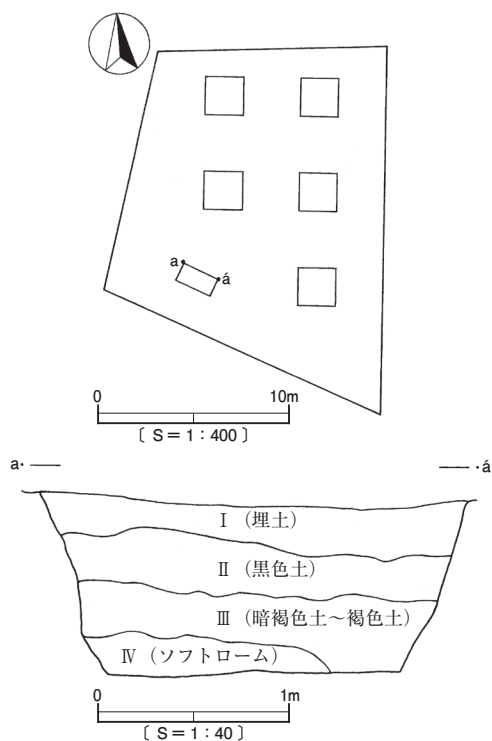 a
á
0 10m
〔 S＝1：400 〕
a á
Ⅰ（埋土）
Ⅱ（黒色土）
Ⅲ（暗褐色土～褐色土）
Ⅳ（ソフトローム）
0 1m
〔 S＝1：40 〕